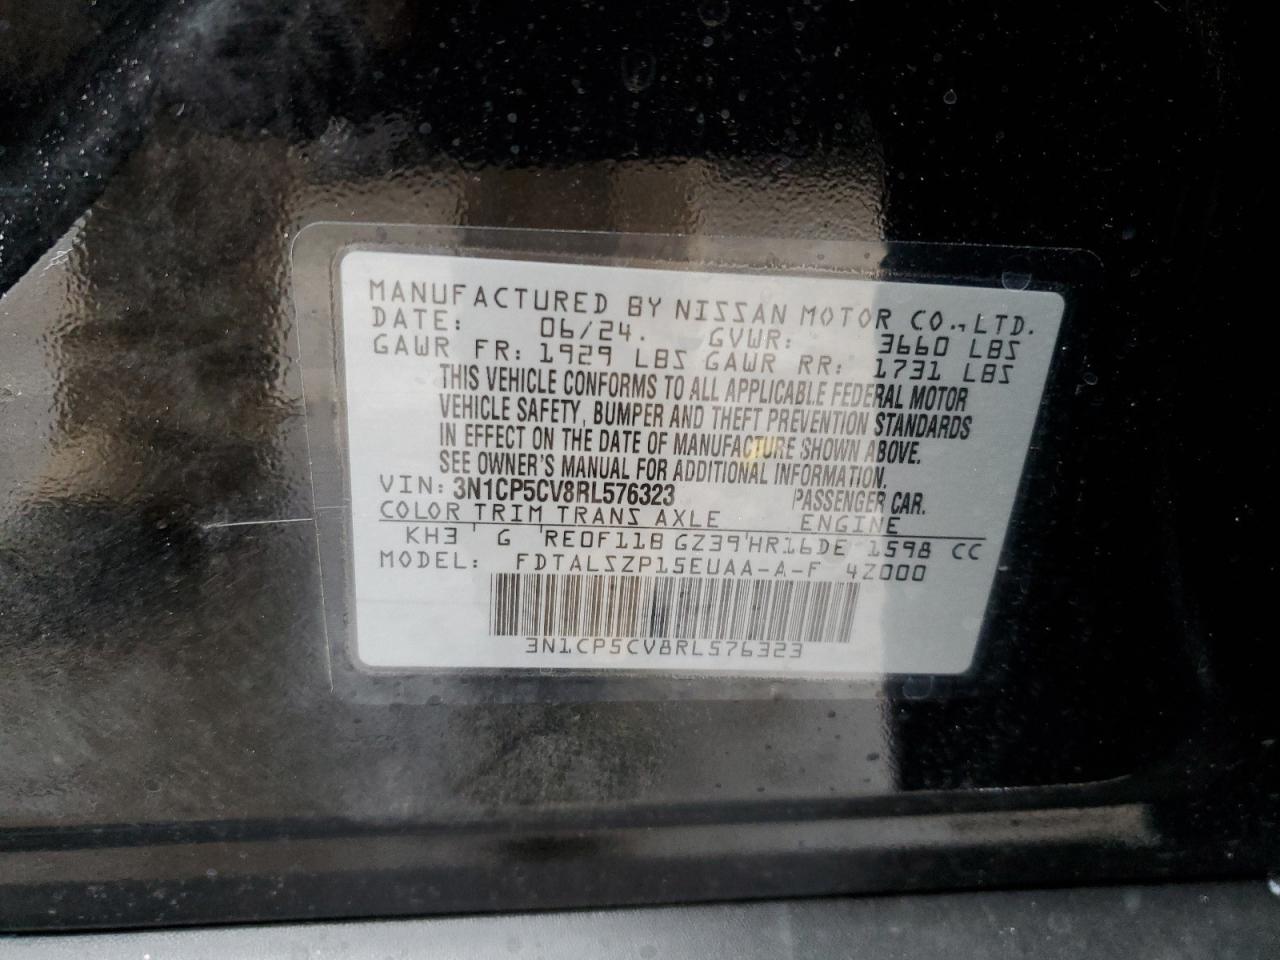 MANUFACTURED BY NISSAN MOTOR CO., LTD.
DATE: 06/24. GVWR: 3660 LBS
GAWR FR: 1929 LBS GAWR RR: 1731 LBS
THIS VEHICLE CONFORMS TO ALL APPLICABLE FEDERAL MOTOR
VEHICLE SAFETY, BUMPER AND THEFT PREVENTION STANDARDS
IN EFFECT ON THE DATE OF MANUFACTURE SHOWN ABOVE.
SEE OWNER'S MANUAL FOR ADDITIONAL INFORMATION.
VIN: 3N1CP5CV8RL576323 PASSENGER CAR.
COLOR TRIM TRANS AXLE ENGINE
KH3 G RE0F11B GZ39 HR16DE 1598 CC
MODEL: FDTALSZP15EUAA-A-F 4Z000
3N1CP5CV8RL576323